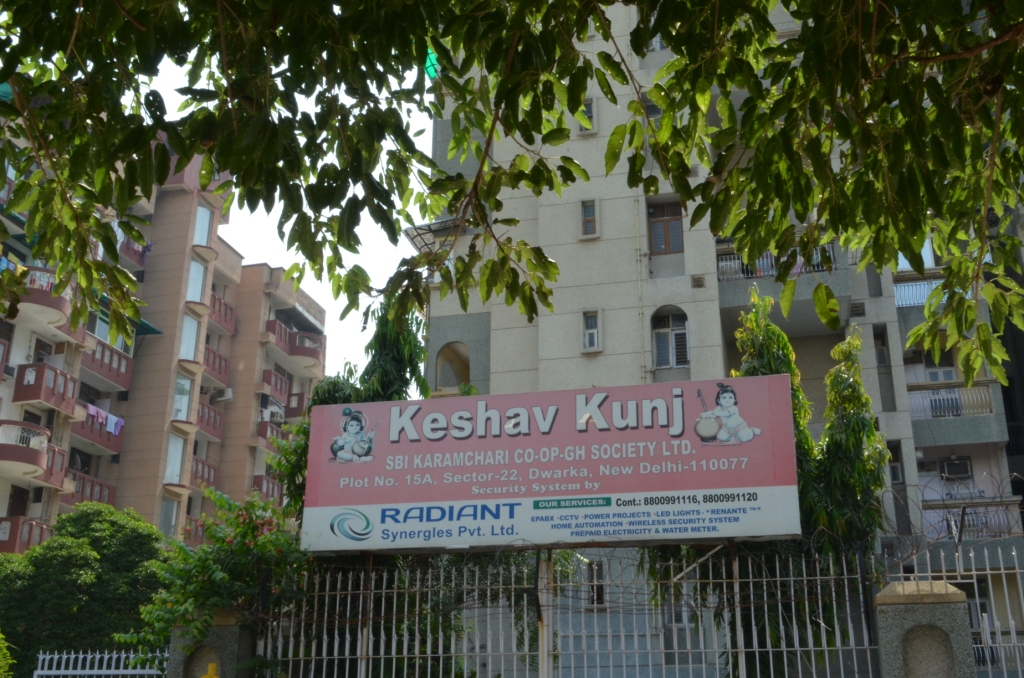 Keshav Kunj
SBI KARAMCHARI CO-OP-GH SOCIETY LTD.
Plot No. 15A, Sector-22, Dwarka, New Delhi-110077
Security System by
RADIANT
Synergies Pvt. Ltd.
OUR SERVICES: Cont.: 8800991116, 8800991120
EPABX -CCTV -POWER PROJECTS -LED LIGHTS - "RENANTE ™"
HOME AUTOMATION -WIRELESS SECURITY SYSTEM
PREPAID ELECTRICITY & WATER METER.